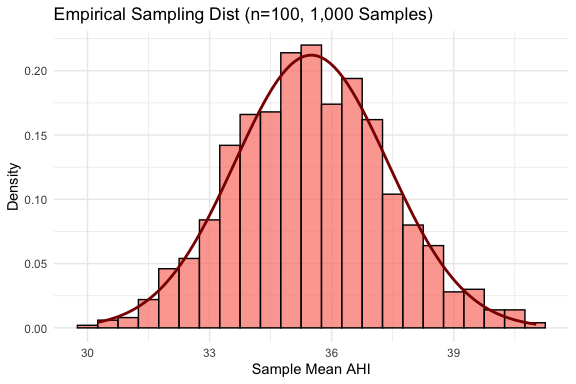 Empirical Sampling Dist (n=100, 1,000 Samples)
0.20
0.15
0.10
0.05
0.00
Density
30 33 36 39
Sample Mean AHI